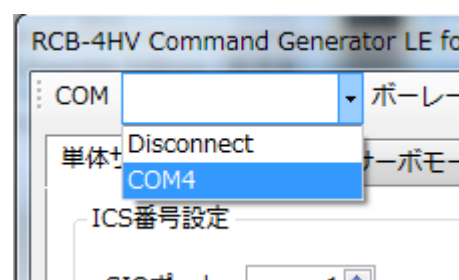 RCB-4HV Command Generator LE fo
COM ボーレー
Disconnect
COM4
単体サ サーボモー
ICS番号設定